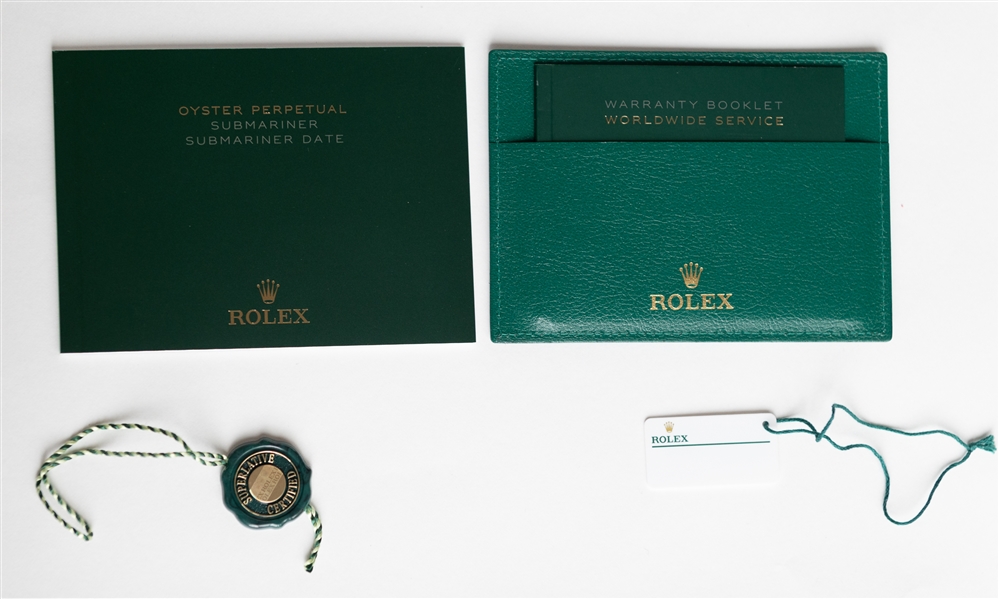 OYSTER PERPETUAL
SUBMARINER
SUBMARINER DATE
ROLEX
WARRANTY BOOKLET
WORLDWIDE SERVICE
ROLEX
SUPERLATIVE
CERTIFIED
ROLEX